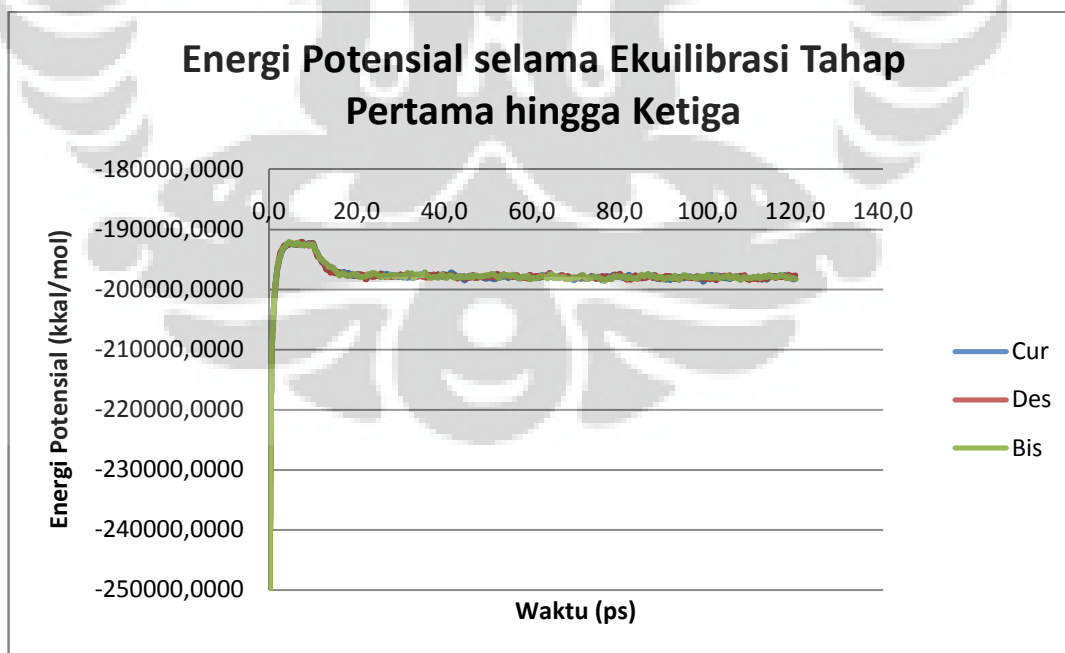 Energi Potensial selama Ekuilibrasi Tahap
Pertama hingga Ketiga
-180000,0000
0,0 20,0 40,0 60,0 80,0 100,0 120,0 140,0
-190000,0000
-200000,0000
-210000,0000
-220000,0000
-230000,0000
-240000,0000
-250000,0000
Energi Potensial (kkal/mol)
Waktu (ps)
Cur
Des
Bis